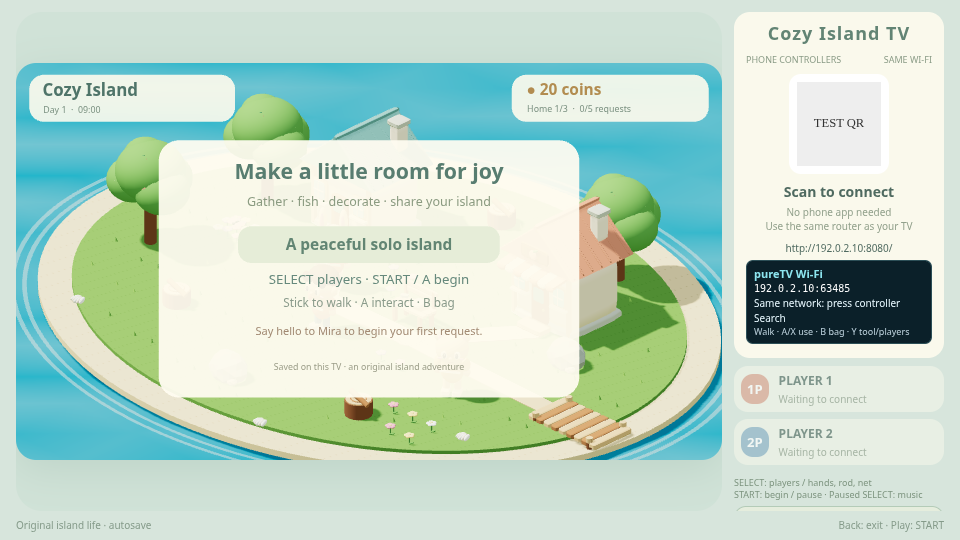 Cozy Island
Day 1 · 09:00
● 20 coins
Home 1/3 · 0/5 requests
Make a little room for joy
Gather · fish · decorate · share your island
A peaceful solo island
SELECT players · START / A begin
Stick to walk · A interact · B bag
Say hello to Mira to begin your first request.
Saved on this TV · an original island adventure
Cozy Island TV
PHONE CONTROLLERS SAME WI-FI
TEST QR
Scan to connect
No phone app needed
Use the same router as your TV
http://192.0.2.10:8080/
pureTV Wi-Fi
192.0.2.10:63485
Same network: press controller
Search
Walk · A/X use · B bag · Y tool/players
1P PLAYER 1
Waiting to connect
2P PLAYER 2
Waiting to connect
SELECT: players / hands, rod, net
START: begin / pause · Paused SELECT: music
Original island life · autosave
Back: exit · Play: START